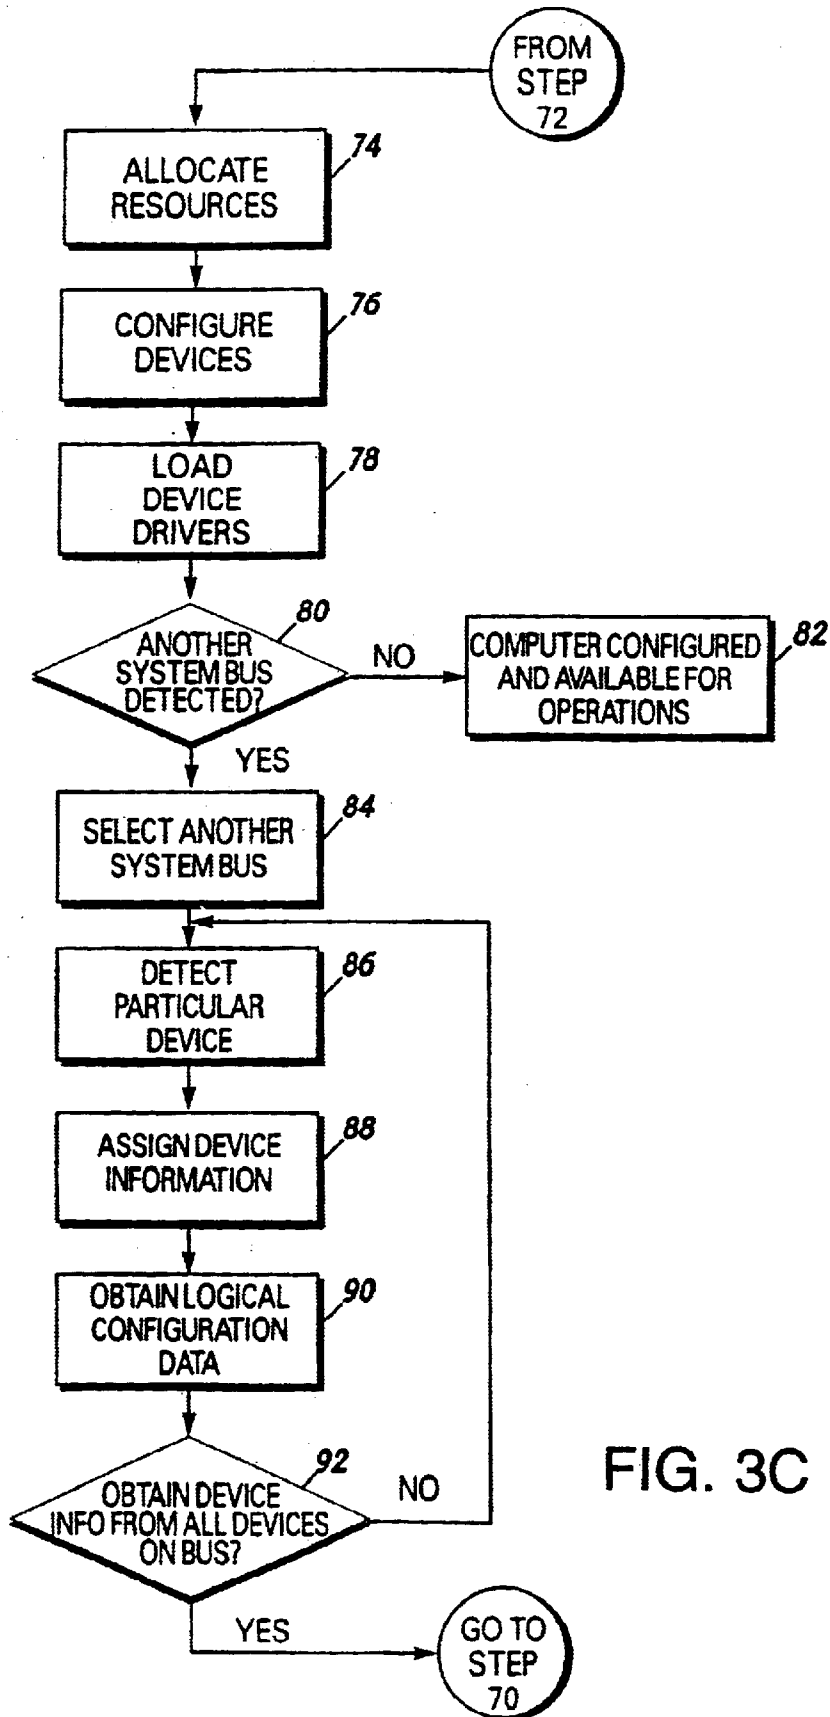 FROM
STEP
72
74
ALLOCATE
RESOURCES
76
CONFIGURE
DEVICES
78
LOAD
DEVICE
DRIVERS
80
ANOTHER
SYSTEM BUS
DETECTED?
NO
82
COMPUTER CONFIGURED
AND AVAILABLE FOR
OPERATIONS
YES
84
SELECT ANOTHER
SYSTEM BUS
86
DETECT
PARTICULAR
DEVICE
88
ASSIGN DEVICE
INFORMATION
90
OBTAIN LOGICAL
CONFIGURATION
DATA
92
OBTAIN DEVICE
INFO FROM ALL DEVICES
ON BUS?
NO
FIG. 3C
YES
GO TO
STEP
70